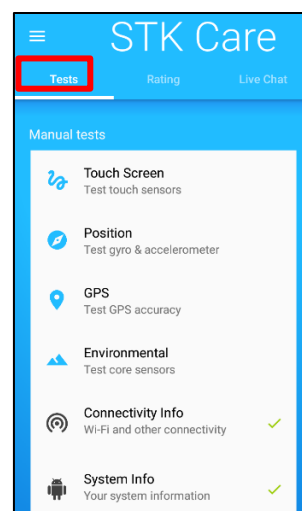 STK Care
Tests Rating Live Chat
Manual tests
Touch Screen
Test touch sensors
Position
Test gyro & accelerometer
GPS
Test GPS accuracy
Environmental
Test core sensors
Connectivity Info
Wi-Fi and other connectivity
System Info
Your system information